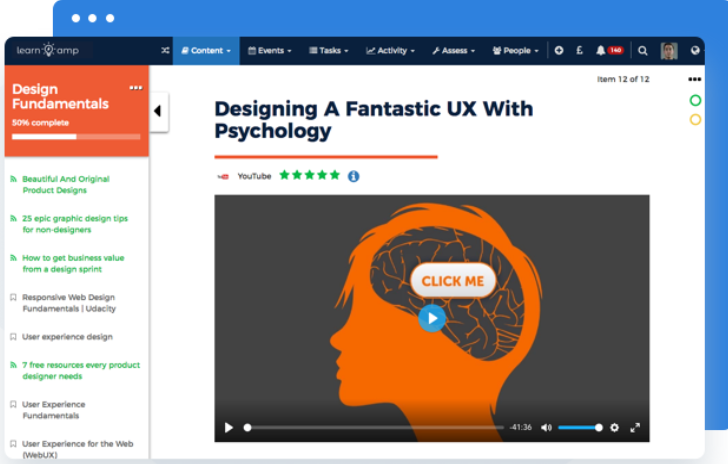 learn amp
Content
Events
Tasks
Activity
Assess
People
£
140
Design
Fundamentals
50% complete
Item 12 of 12
Designing A Fantastic UX With
Psychology
YouTube
Beautiful And Original
Product Designs
25 epic graphic design tips
for non-designers
How to get business value
from a design sprint
Responsive Web Design
Fundamentals | Udacity
User experience design
7 free resources every product
designer needs
User Experience
Fundamentals
User Experience for the Web
(WebUX)
CLICK ME
-41:36